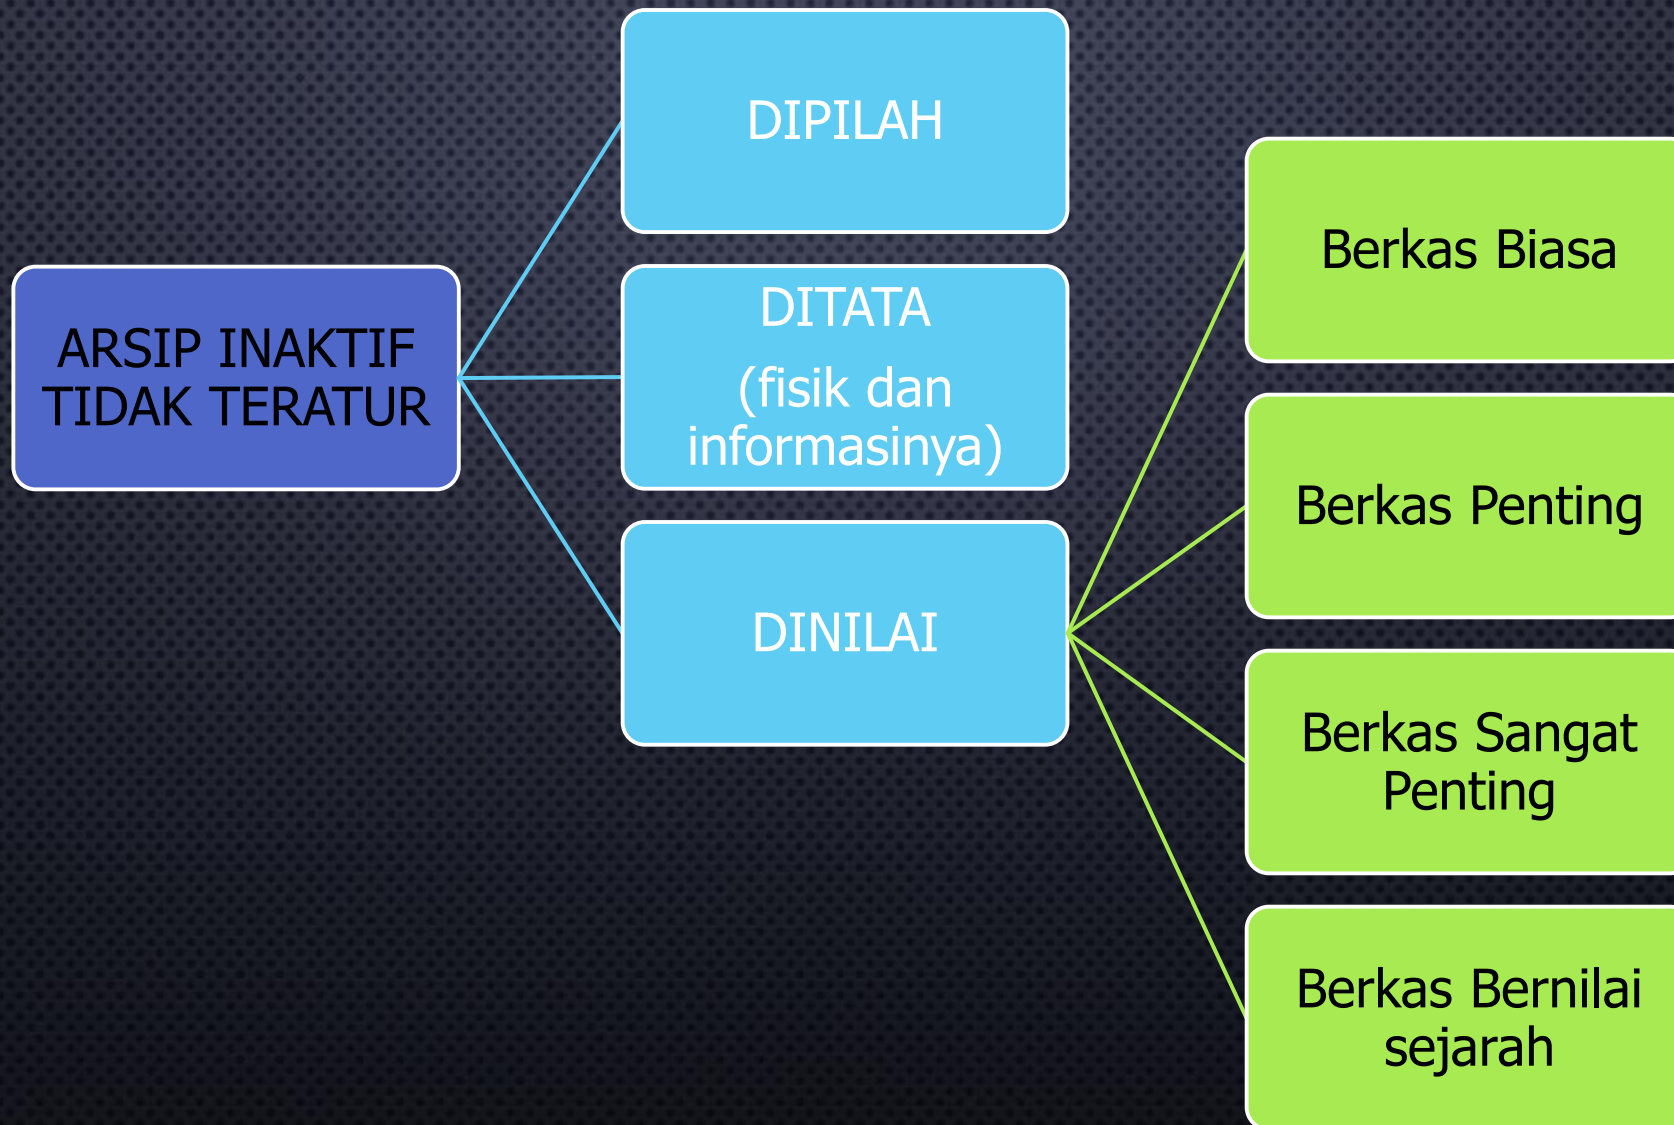 ARSIP INAKTIF
TIDAK TERATUR
DIPILAH
DITATA
(fisik dan
informasinya)
DINILAI
Berkas Biasa
Berkas Penting
Berkas Sangat
Penting
Berkas Bernilai
sejarah